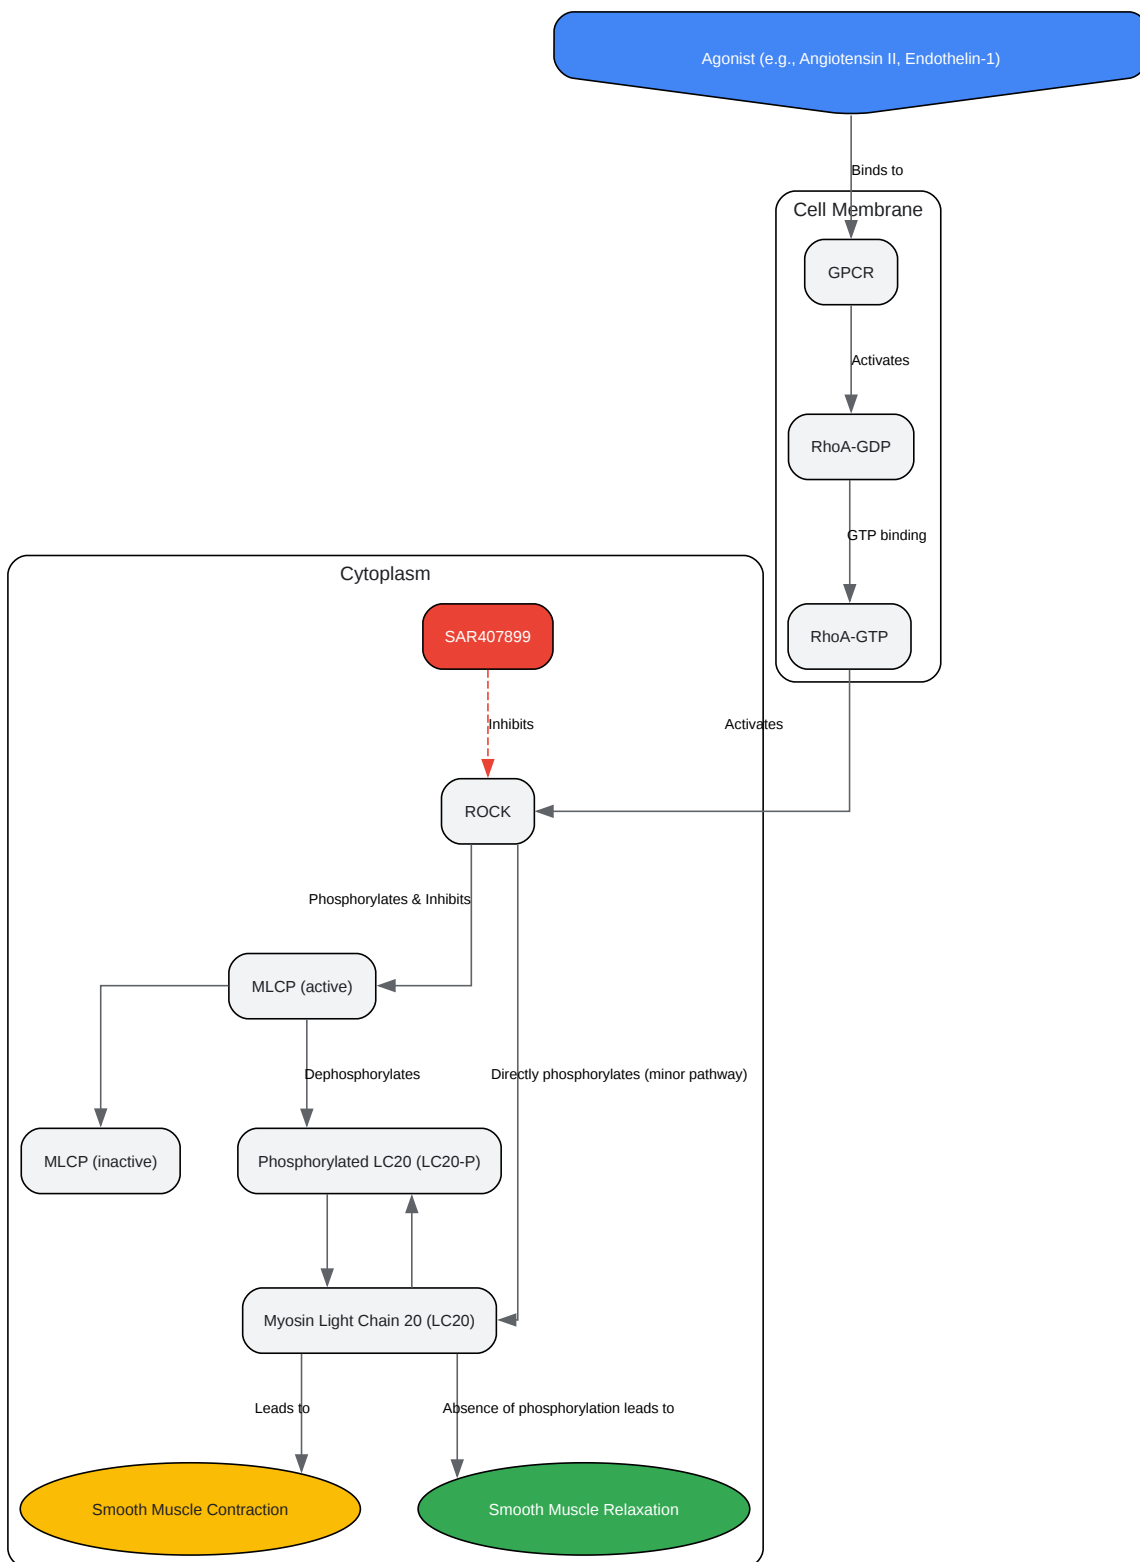 Agonist (e.g., Angiotensin II, Endothelin-1)
Binds to
Cell Membrane
GPCR
Activates
RhoA-GDP
GTP binding
RhoA-GTP
Cytoplasm
SAR407899
Inhibits
Activates
ROCK
Phosphorylates & Inhibits
MLCP (active)
Dephosphorylates
Directly phosphorylates (minor pathway)
MLCP (inactive)
Phosphorylated LC20 (LC20-P)
Myosin Light Chain 20 (LC20)
Leads to
Absence of phosphorylation leads to
Smooth Muscle Contraction
Smooth Muscle Relaxation